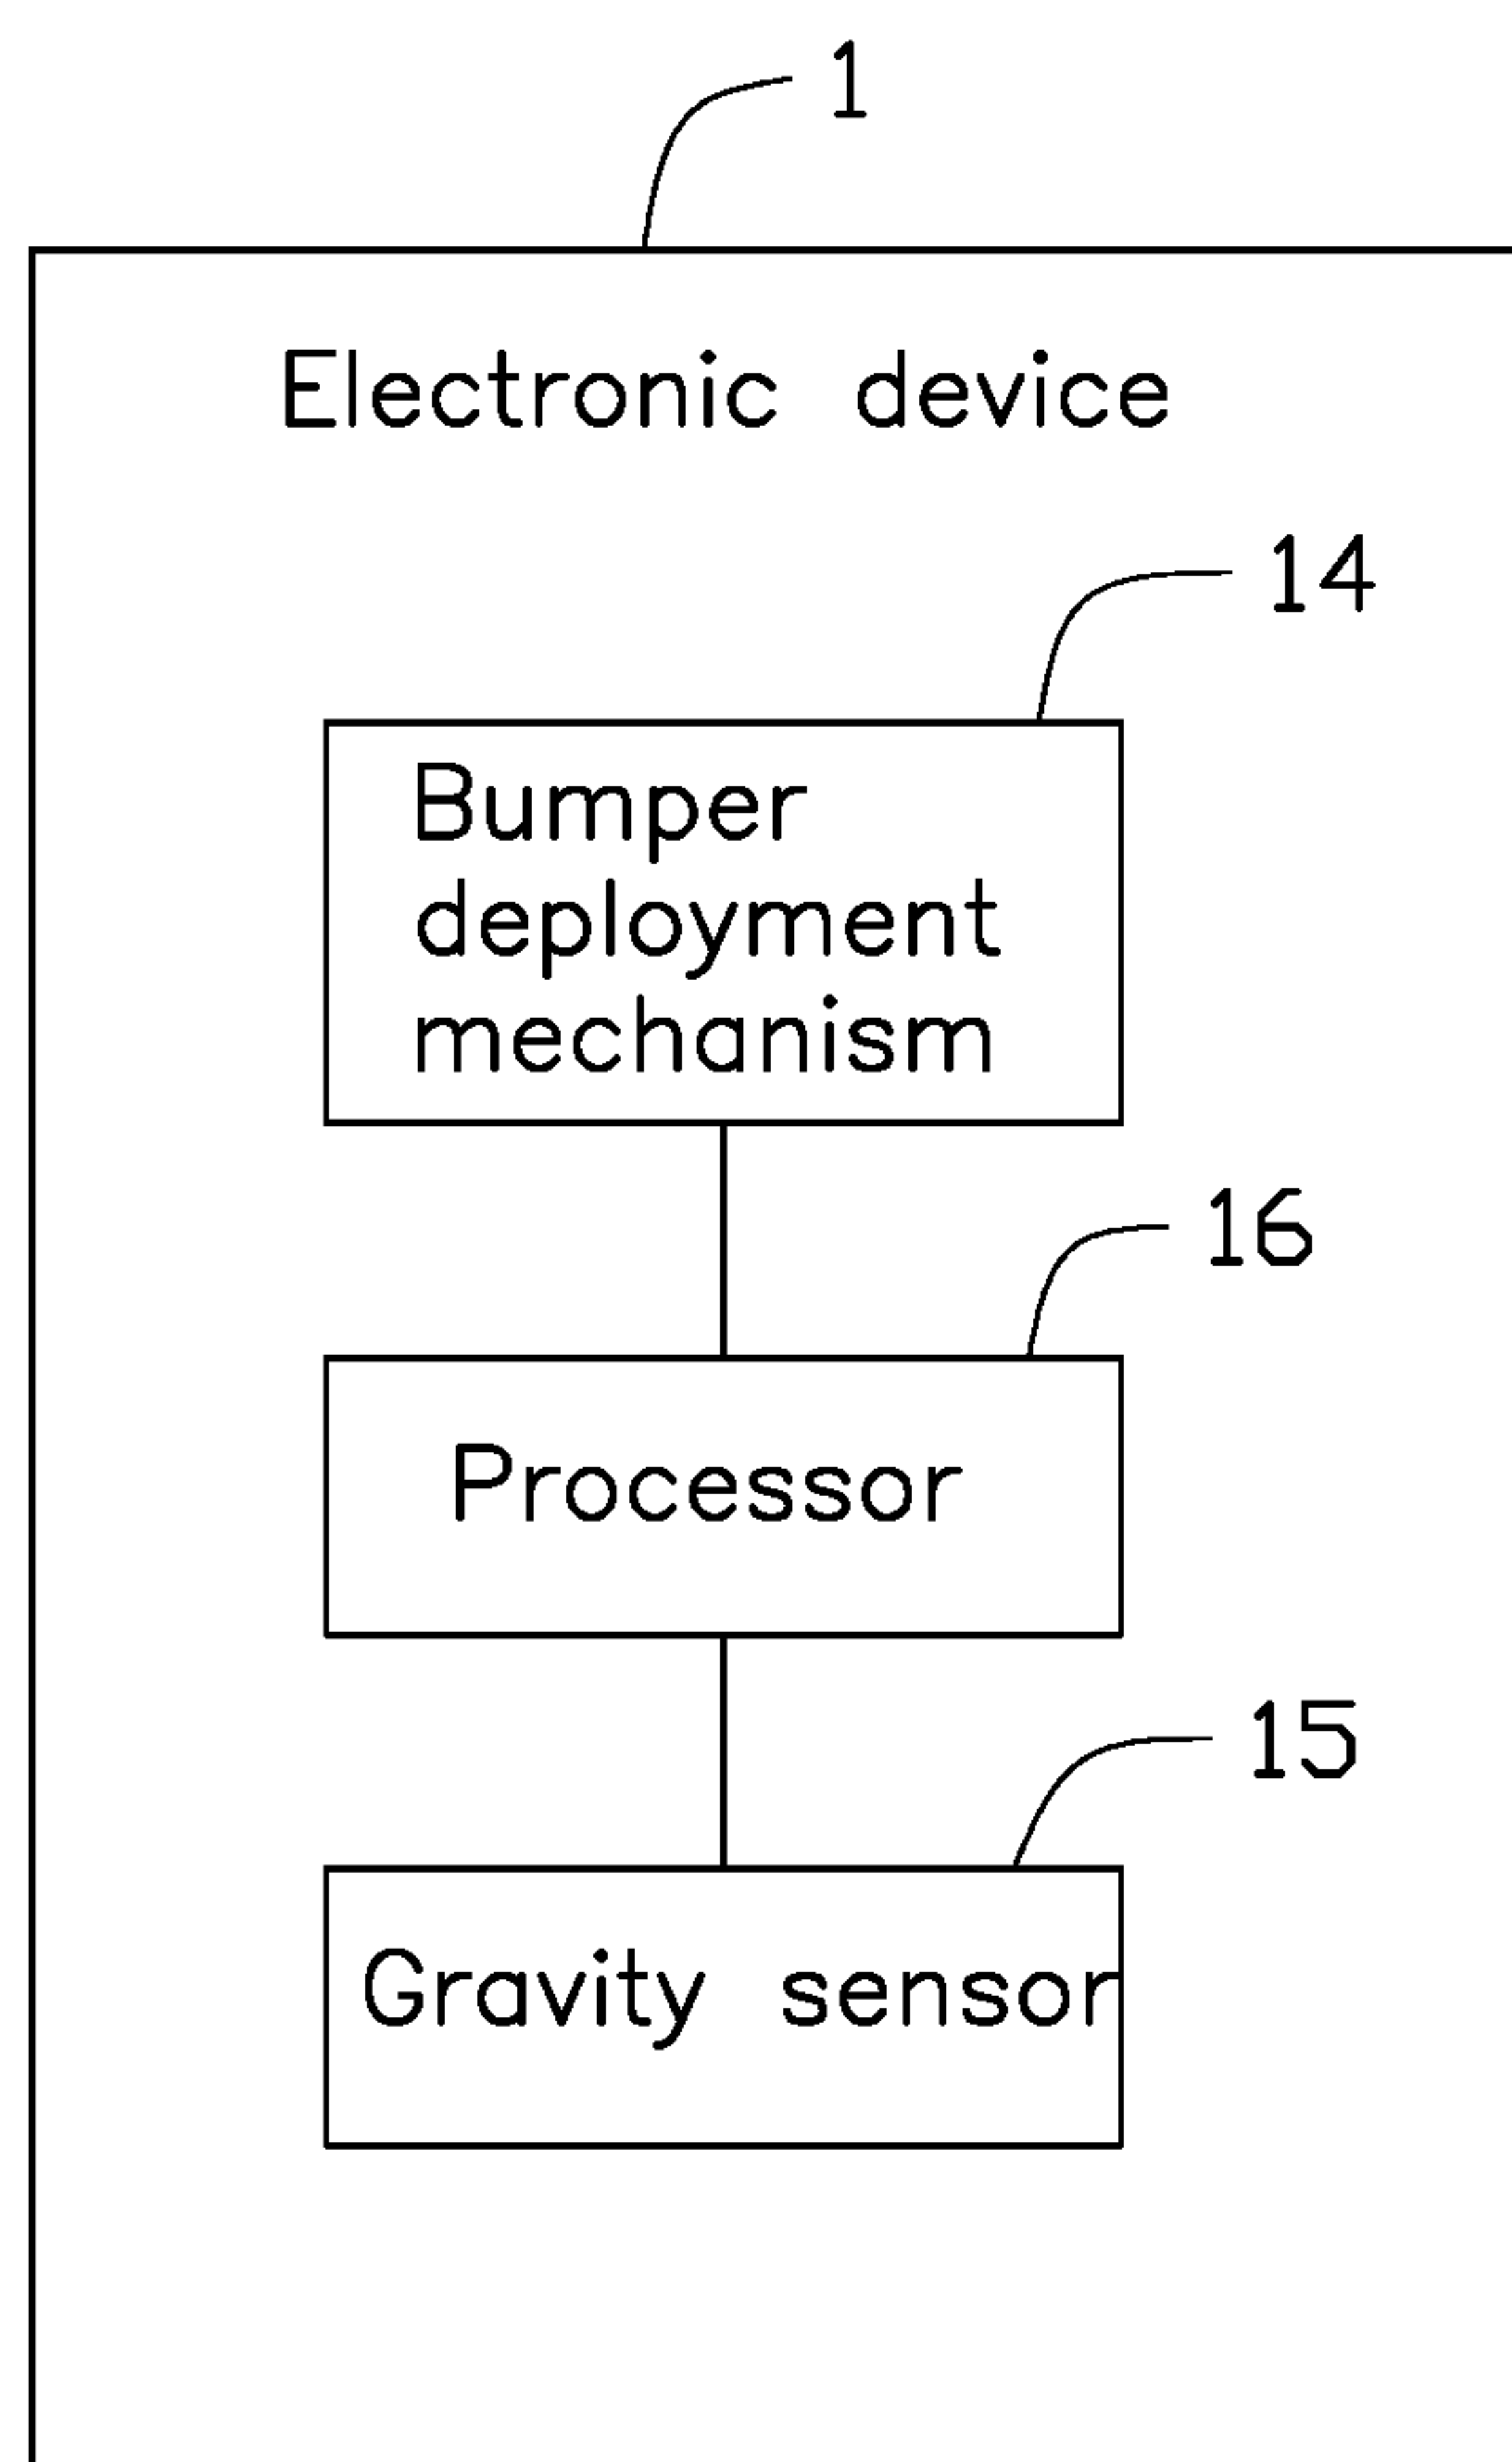 1
Electronic device
14
Bumper
deployment
mechanism
16
Processor
15
Gravity sensor